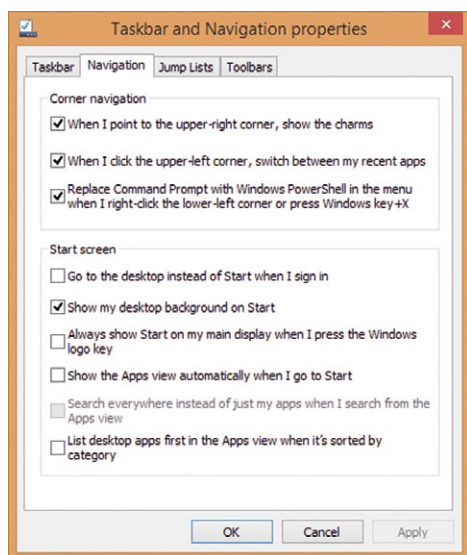 Taskbar and Navigation properties
Taskbar Navigation Jump Lists Toolbars
Corner navigation
When I point to the upper-right corner, show the charms
When I click the upper-left corner, switch between my recent apps
Replace Command Prompt with Windows PowerShell in the menu
when I right-click the lower-left corner or press Windows key+X
Start screen
Go to the desktop instead of Start when I sign in
Show my desktop background on Start
Always show Start on my main display when I press the Windows
logo key
Show the Apps view automatically when I go to Start
Search everywhere instead of just my apps when I search from the
Apps view
List desktop apps first in the Apps view when it's sorted by
category
OK Cancel Apply